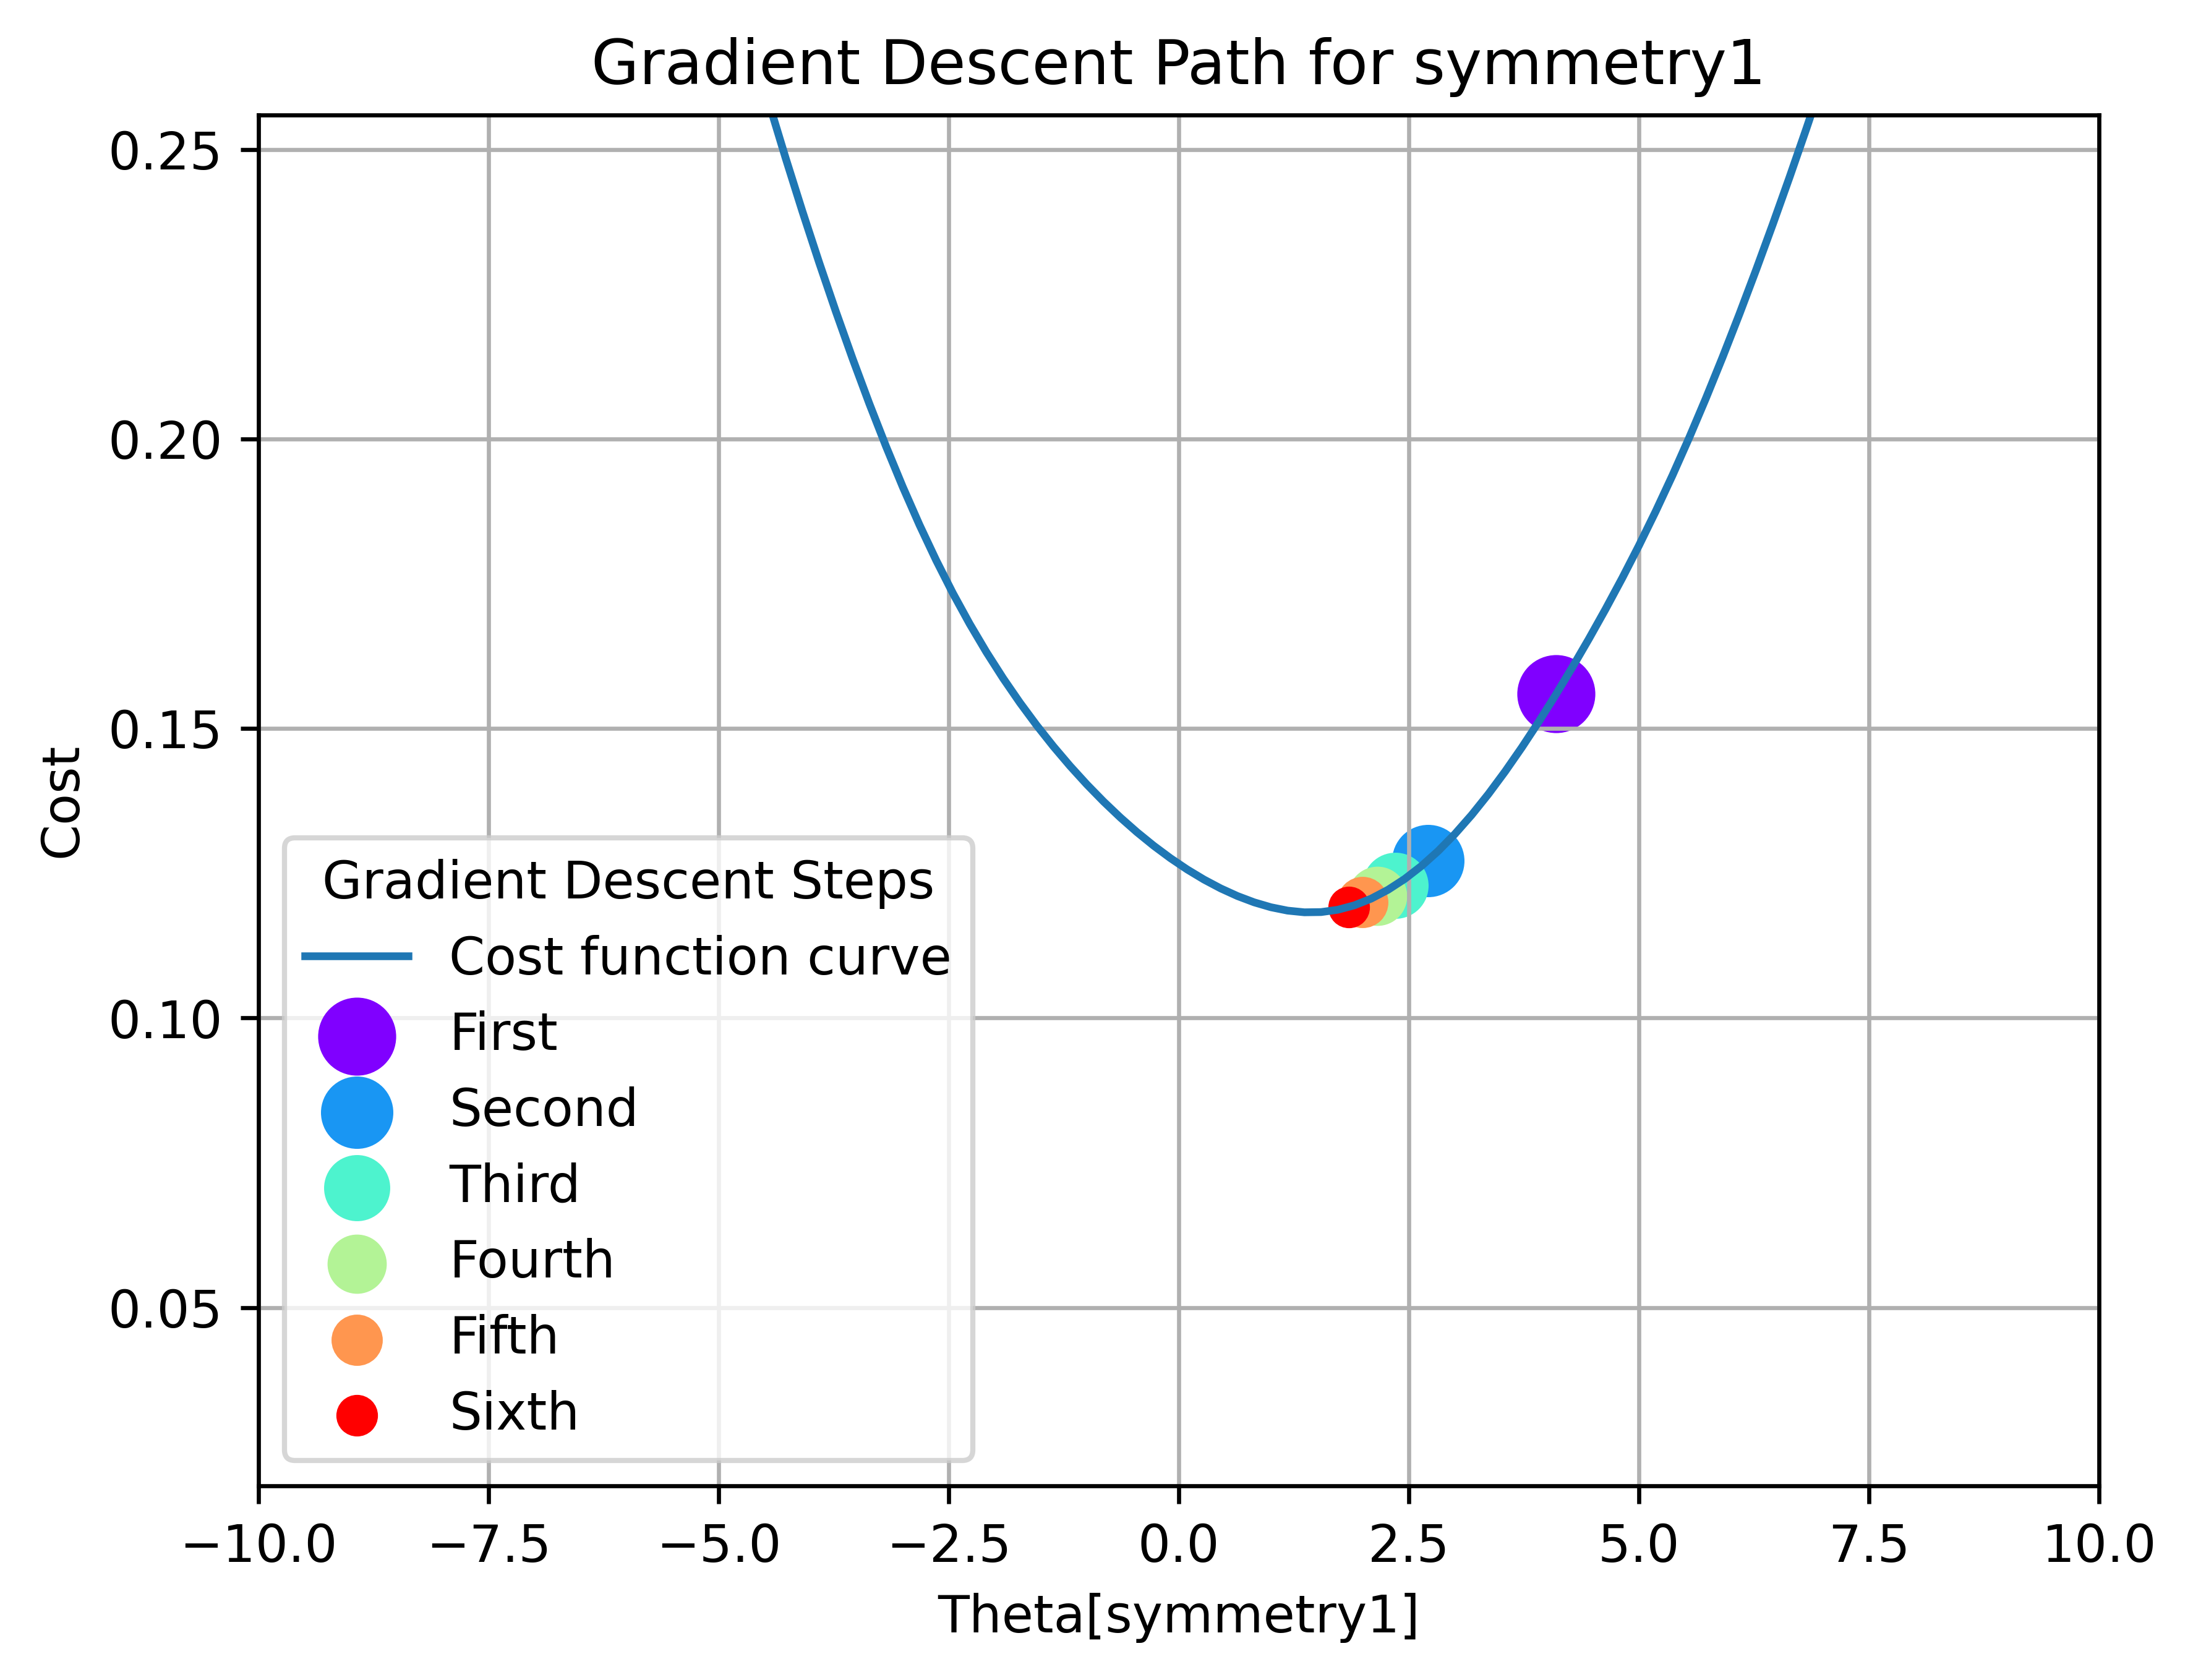 Gradient Descent Path for symmetry1
0.25
0.20
0.15
0.10
0.05
Cost
Gradient Descent Steps
Cost function curve
First
Second
Third
Fourth
Fifth
Sixth
−10.0 −7.5 −5.0 −2.5 0.0 2.5 5.0 7.5 10.0
Theta[symmetry1]